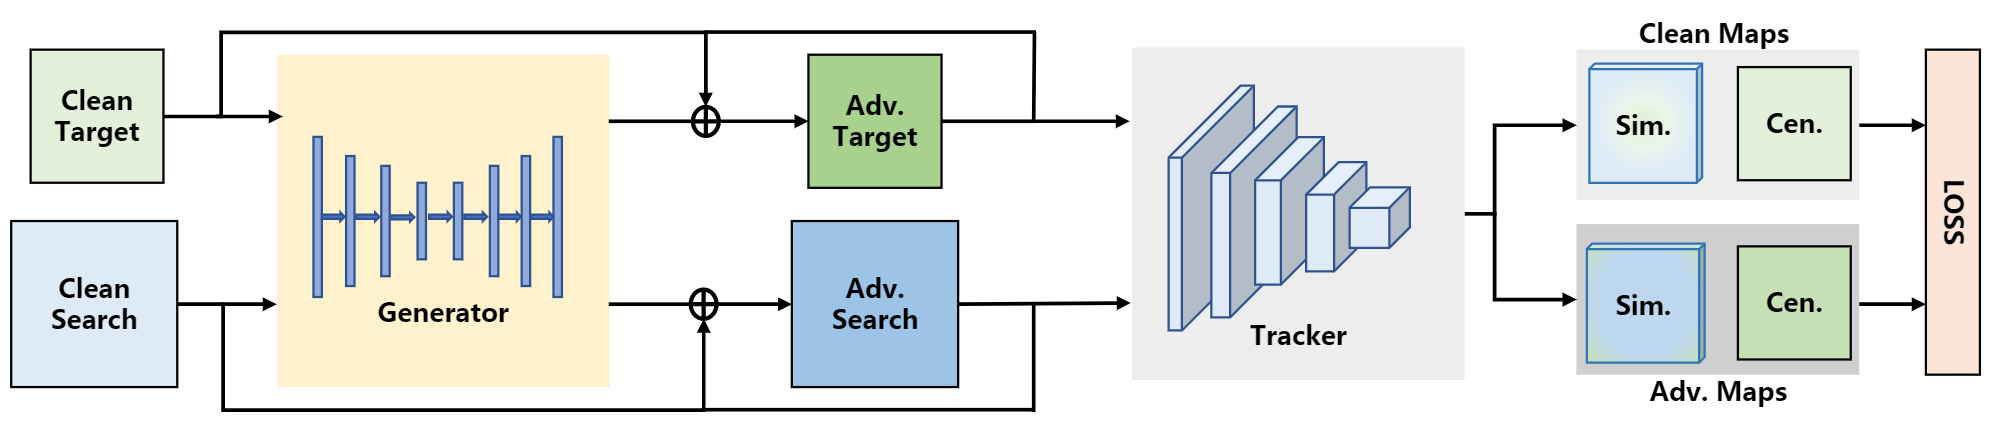 Clean
Target
Clean
Search
Generator
Adv.
Target
Adv.
Search
Tracker
Clean Maps
Sim.
Cen.
Sim.
Cen.
Adv. Maps
LOSS